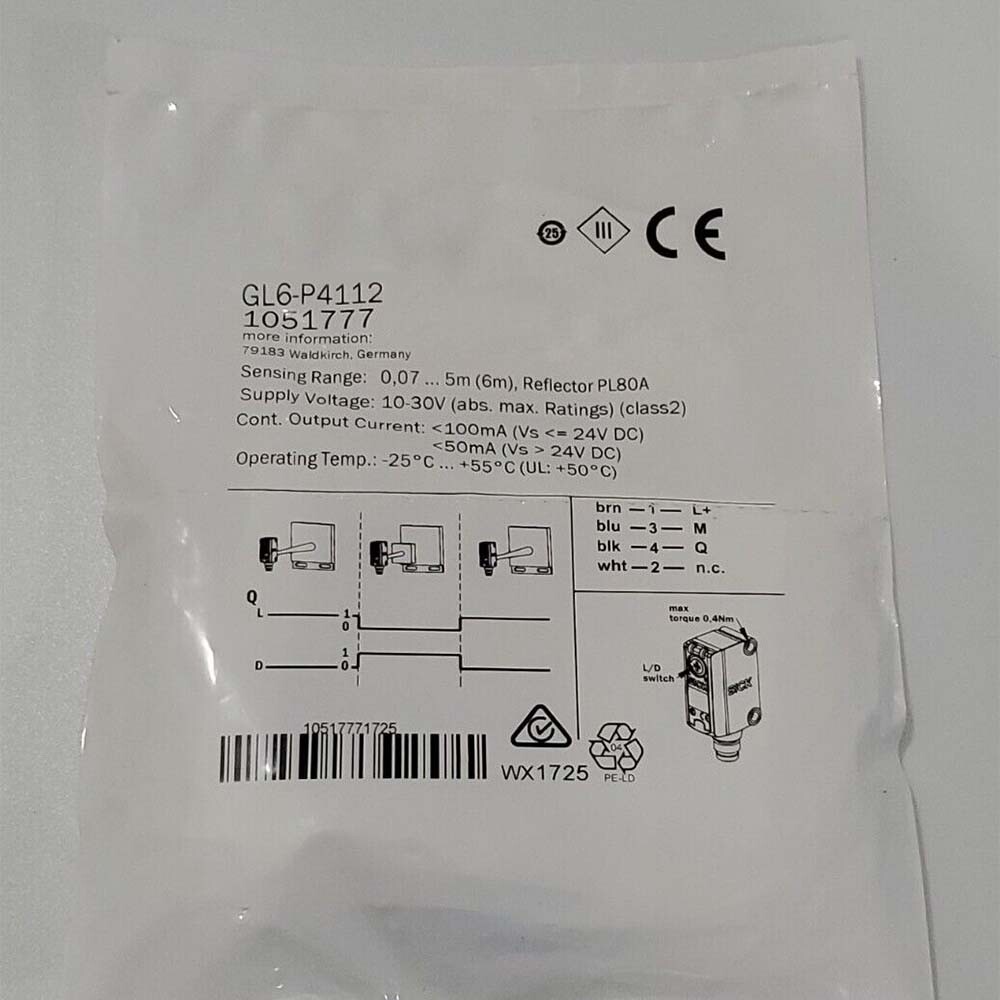 25 III CE
GL6-P4112
1051777
more information:
79183 Waldkirch, Germany
Sensing Range: 0,07 ... 5m (6m), Reflector PL80A
Supply Voltage: 10-30V (abs. max. Ratings) (class2)
Cont. Output Current: <100mA (Vs <= 24V DC)
<50mA (Vs > 24V DC)
Operating Temp.: -25°C ... +55°C (UL: +50°C)
brn — 1 — L+
blu — 3 — M
blk — 4 — Q
wht — 2 — n.c.
Q
L 1
0
1
D 0
max
torque 0,4Nm
L/D
switch
SICK
10517771725
WX1725
04
PE-LD